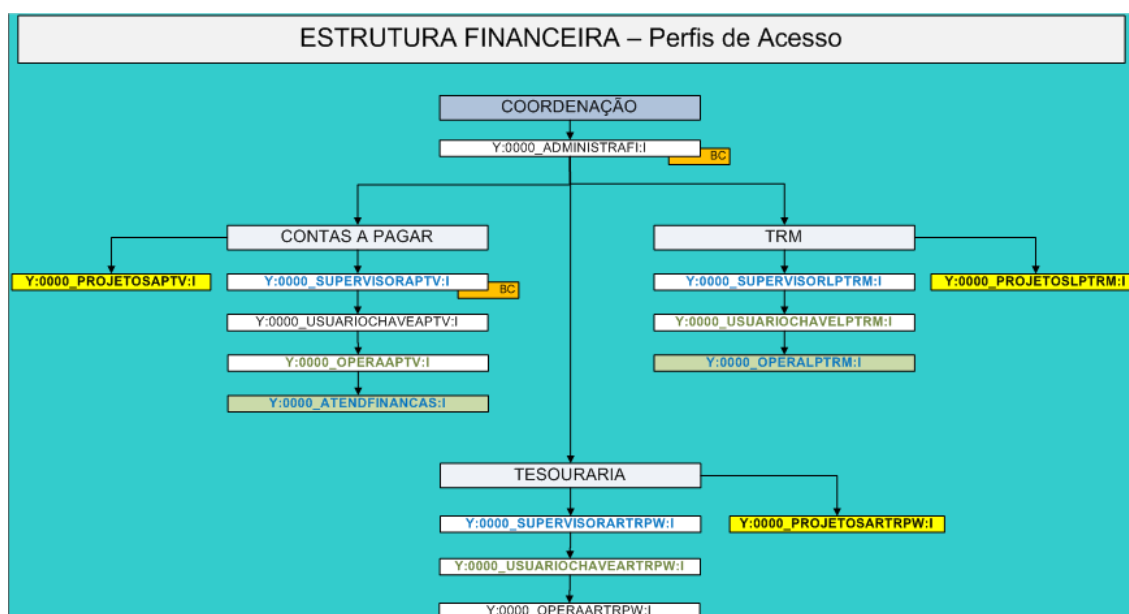 ESTRUTURA FINANCEIRA – Perfis de Acesso
COORDENAÇÃO
Y:0000_ADMINISTRAFI:I
BC
CONTAS A PAGAR
Y:0000_PROJETOSAPTV:I
Y:0000_SUPERVISORAPTV:I
BC
Y:0000_USUARIOCHAVEAPTV:I
Y:0000_OPERAAPTV:I
Y:0000_ATENDFINANCAS:I
TRM
Y:0000_SUPERVISORLPTRM:I
Y:0000_PROJETOSLPTRM:I
Y:0000_USUARIOCHAVELPTRM:I
Y:0000_OPERALPTRM:I
TESOURARIA
Y:0000_SUPERVISORARTRPW:I
Y:0000_PROJETOSARTRPW:I
Y:0000_USUARIOCHAVEARTRPW:I
Y:0000_OPERAARTRPW:I